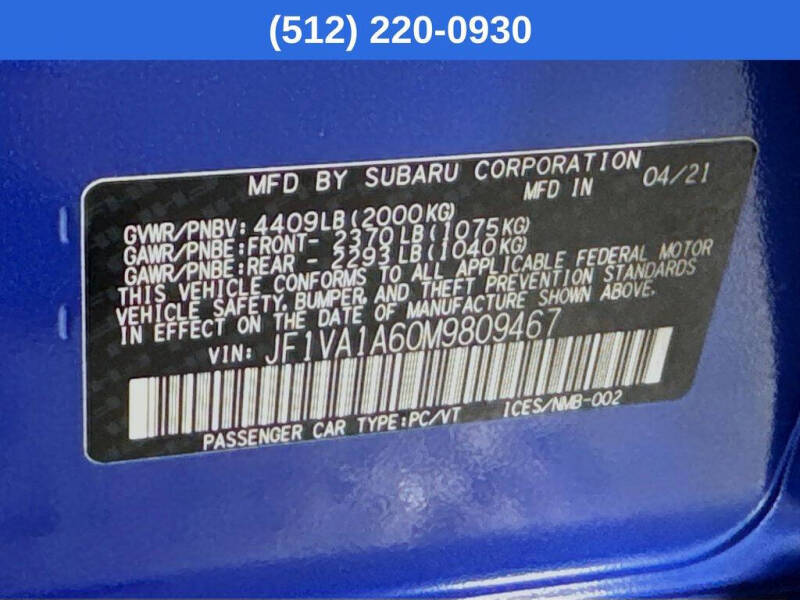 (512) 220-0930
MFD BY SUBARU CORPORATION
MFD IN 04/21
GVWR/PNBV: 4409LB(2000KG)
GAWR/PNBE:FRONT- 2370LB(1075KG)
GAWR/PNBE:REAR - 2293LB(1040KG)
THIS VEHICLE CONFORMS TO ALL APPLICABLE FEDERAL MOTOR
VEHICLE SAFETY, BUMPER, AND THEFT PREVENTION STANDARDS
IN EFFECT ON THE DATE OF MANUFACTURE SHOWN ABOVE.
VIN: JF1VA1A60M9809467
PASSENGER CAR TYPE:PC/VT ICES/NMB-002